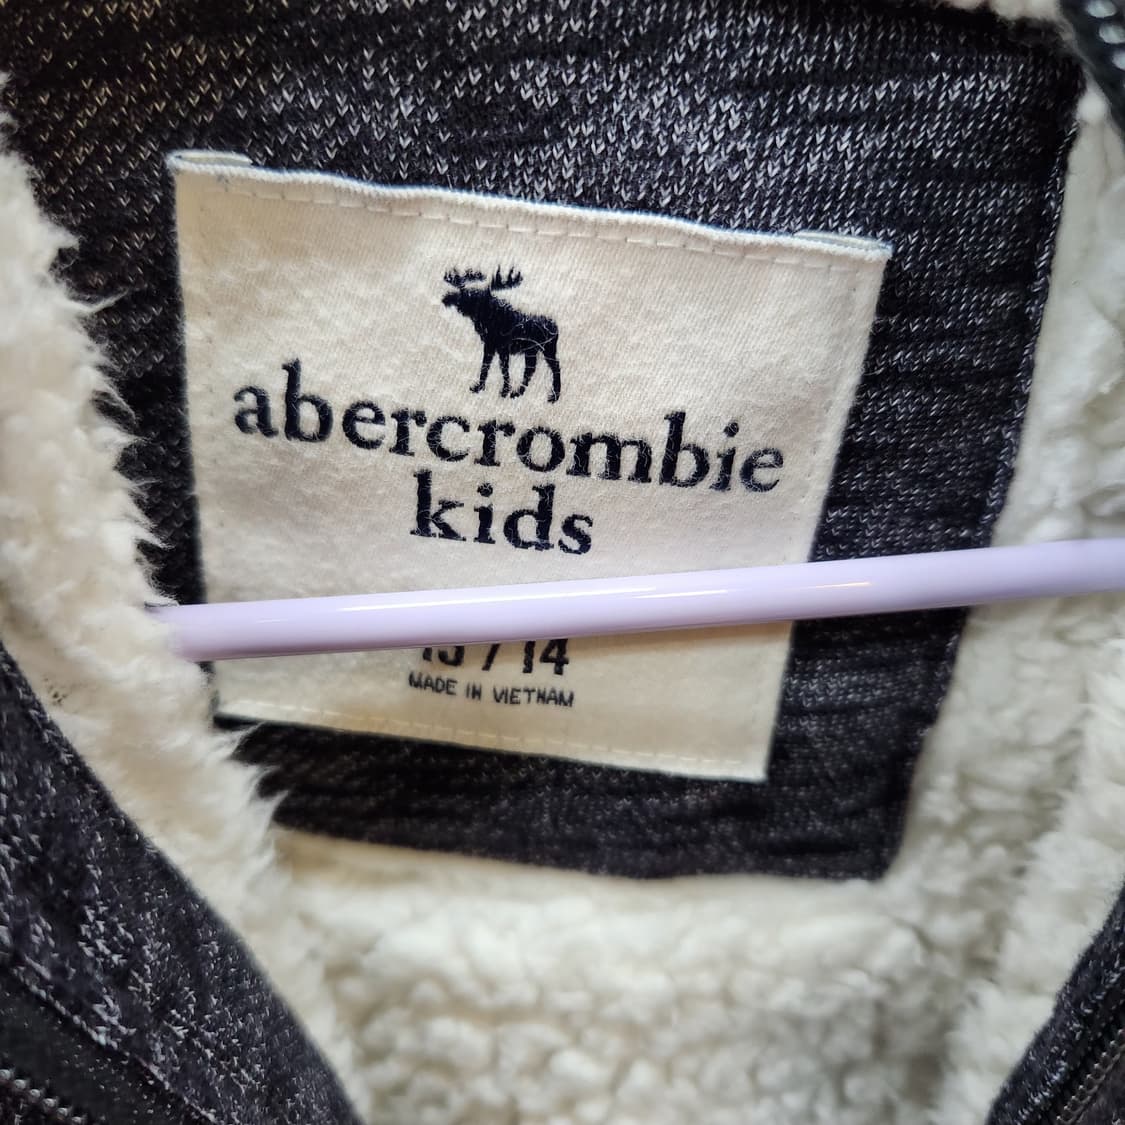 abercrombie
kids
13 / 14
MADE IN VIETNAM